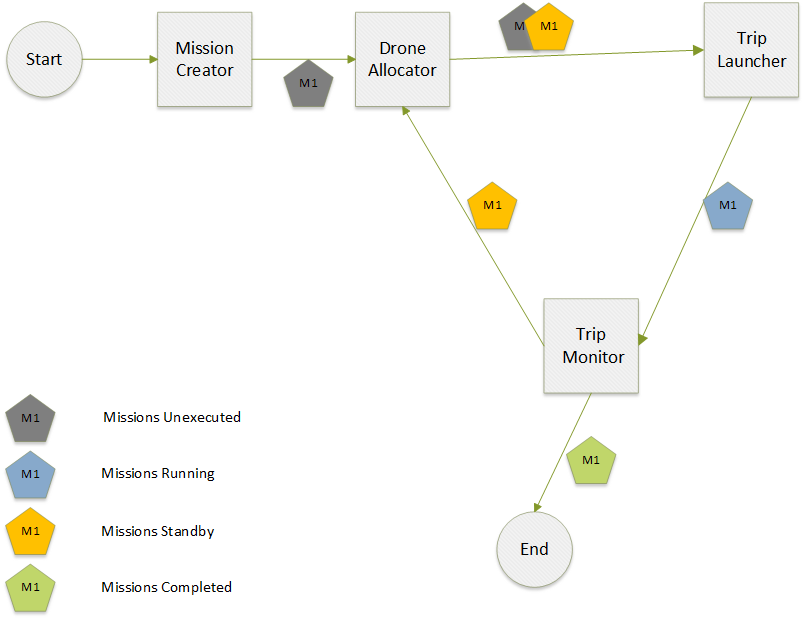 Start
Mission
Creator
M1
Drone
Allocator
M
M1
Trip
Launcher
M1
M1
Trip
Monitor
M1
End
M1
Missions Unexecuted
M1
Missions Running
M1
Missions Standby
M1
Missions Completed